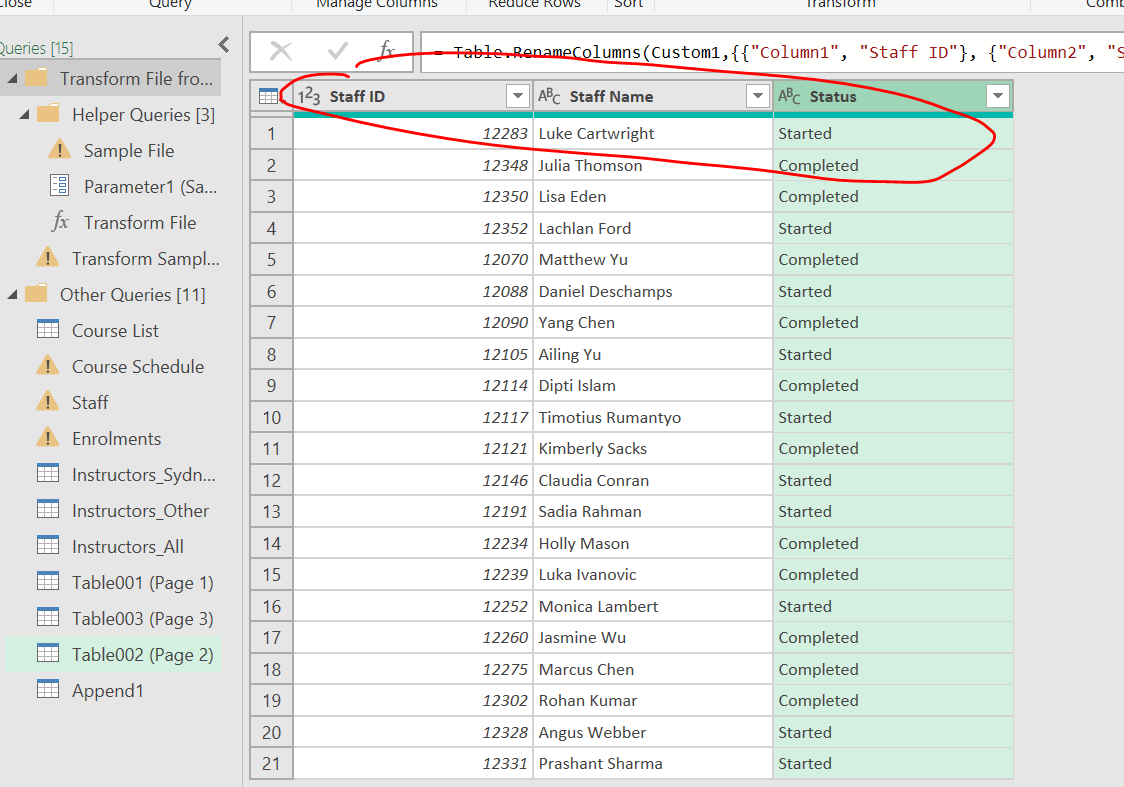 Close Query Manage Columns Reduce Rows Sort Transform
Queries [15]
fx = Table.RenameColumns(Custom1,{{"Column1", "Staff ID"}, {"Column2", "S
Transform File fro...
Helper Queries [3]
Sample File
Parameter1 (Sa...
fx Transform File
Transform Sampl...
Other Queries [11]
Course List
Course Schedule
Staff
Enrolments
Instructors_Sydn...
Instructors_Other
Instructors_All
Table001 (Page 1)
Table003 (Page 3)
Table002 (Page 2)
Append1
123 Staff ID ABC Staff Name ABC Status
1 12283 Luke Cartwright Started
2 12348 Julia Thomson Completed
3 12350 Lisa Eden Completed
4 12352 Lachlan Ford Started
5 12070 Matthew Yu Completed
6 12088 Daniel Deschamps Started
7 12090 Yang Chen Completed
8 12105 Ailing Yu Started
9 12114 Dipti Islam Completed
10 12117 Timotius Rumantyo Started
11 12121 Kimberly Sacks Completed
12 12146 Claudia Conran Started
13 12191 Sadia Rahman Started
14 12234 Holly Mason Completed
15 12239 Luka Ivanovic Completed
16 12252 Monica Lambert Started
17 12260 Jasmine Wu Completed
18 12275 Marcus Chen Completed
19 12302 Rohan Kumar Completed
20 12328 Angus Webber Started
21 12331 Prashant Sharma Started